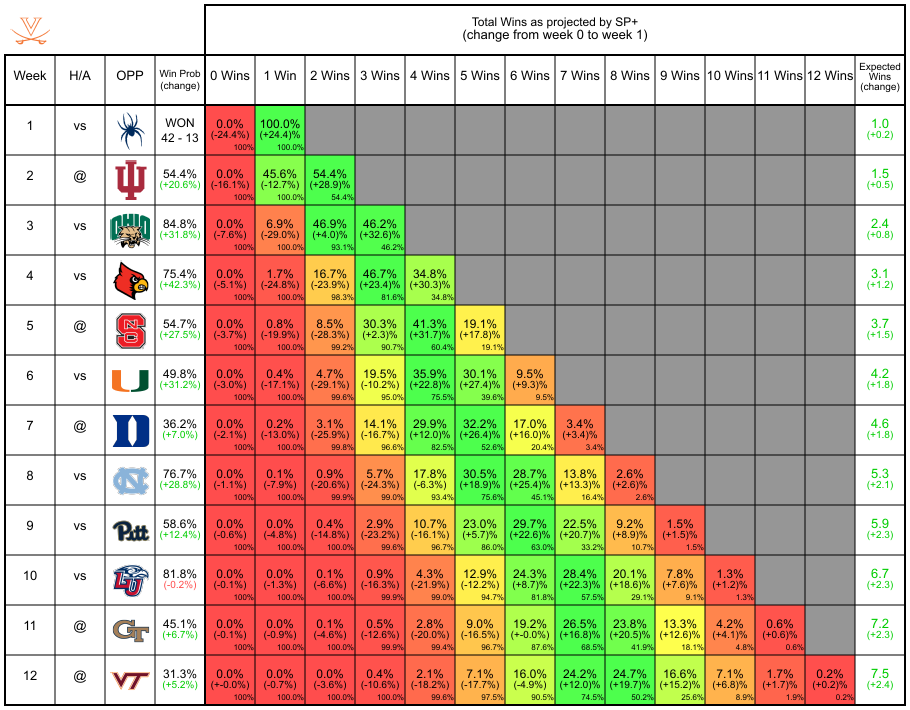 Total Wins as projected by SP+
(change from week 0 to week 1)
Week H/A OPP Win Prob (change) 0 Wins 1 Win 2 Wins 3 Wins 4 Wins 5 Wins 6 Wins 7 Wins 8 Wins 9 Wins 10 Wins 11 Wins 12 Wins Expected Wins (change)
1 vs WON 0.0% 100.0% 1.0
42 - 13 (-24.4%) (+24.4)% (+0.2)
100% 100.0%
2 @ 54.4% 0.0% 45.6% 54.4% 1.5
(+20.6%) (-16.1%) (-12.7%) (+28.9)% (+0.5)
100% 100.0% 54.4%
3 vs OHIO 84.8% 0.0% 6.9% 46.9% 46.2% 2.4
(+31.8%) (-7.6%) (-29.0%) (+4.0)% (+32.6)% (+0.8)
100% 100.0% 93.1% 46.2%
4 vs 75.4% 0.0% 1.7% 16.7% 46.7% 34.8% 3.1
(+42.3%) (-5.1%) (-24.8%) (-23.9%) (+23.4)% (+30.3)% (+1.2)
100% 100.0% 98.3% 81.6% 34.8%
5 @ 54.7% 0.0% 0.8% 8.5% 30.3% 41.3% 19.1% 3.7
(+27.5%) (-3.7%) (-19.9%) (-28.3%) (+2.3)% (+31.7)% (+17.8)% (+1.5)
100% 100.0% 99.2% 90.7% 60.4% 19.1%
6 vs U 49.8% 0.0% 0.4% 4.7% 19.5% 35.9% 30.1% 9.5% 4.2
(+31.2%) (-3.0%) (-17.1%) (-29.1%) (-10.2%) (+22.8)% (+27.4)% (+9.3)% (+1.8)
100% 100.0% 99.6% 95.0% 75.5% 39.6% 9.5%
7 @ D 36.2% 0.0% 0.2% 3.1% 14.1% 29.9% 32.2% 17.0% 3.4% 4.6
(+7.0%) (-2.1%) (-13.0%) (-25.9%) (-16.7%) (+12.0)% (+26.4)% (+16.0)% (+3.4)% (+1.8)
100% 100.0% 99.8% 96.6% 82.5% 52.6% 20.4% 3.4%
8 vs NC 76.7% 0.0% 0.1% 0.9% 5.7% 17.8% 30.5% 28.7% 13.8% 2.6% 5.3
(+28.8%) (-1.1%) (-7.9%) (-20.6%) (-24.3%) (-6.3%) (+18.9)% (+25.4)% (+13.3)% (+2.6)% (+2.1)
100% 100.0% 99.9% 99.0% 93.4% 75.6% 45.1% 16.4% 2.6%
9 vs Pitt 58.6% 0.0% 0.0% 0.4% 2.9% 10.7% 23.0% 29.7% 22.5% 9.2% 1.5% 5.9
(+12.4%) (-0.6%) (-4.8%) (-14.8%) (-23.2%) (-16.1%) (+5.7)% (+22.6)% (+20.7)% (+8.9)% (+1.5)% (+2.3)
100% 100.0% 100.0% 99.6% 96.7% 86.0% 63.0% 33.2% 10.7% 1.5%
10 vs LU 81.8% 0.0% 0.0% 0.1% 0.9% 4.3% 12.9% 24.3% 28.4% 20.1% 7.8% 1.3% 6.7
(-0.2%) (-0.1%) (-1.3%) (-6.6%) (-16.3%) (-21.9%) (-12.2%) (+8.7)% (+22.3)% (+18.6)% (+7.6)% (+1.2)% (+2.3)
100% 100.0% 100.0% 99.9% 99.0% 94.7% 81.8% 57.5% 29.1% 9.1% 1.3%
11 @ GT 45.1% 0.0% 0.0% 0.1% 0.5% 2.8% 9.0% 19.2% 26.5% 23.8% 13.3% 4.2% 0.6% 7.2
(+6.7%) (-0.1%) (-0.9%) (-4.6%) (-12.6%) (-20.0%) (-16.5%) (+-0.0)% (+16.8)% (+20.5)% (+12.6)% (+4.1)% (+0.6)% (+2.3)
100% 100.0% 100.0% 99.9% 99.4% 96.7% 87.6% 68.5% 41.9% 18.1% 4.8% 0.6%
12 @ VT 31.3% 0.0% 0.0% 0.0% 0.4% 2.1% 7.1% 16.0% 24.2% 24.7% 16.6% 7.1% 1.7% 0.2% 7.5
(+5.2%) (+-0.0%) (-0.7%) (-3.6%) (-10.6%) (-18.2%) (-17.7%) (-4.9%) (+12.0)% (+19.7)% (+15.2)% (+6.8)% (+1.7)% (+0.2)% (+2.4)
100% 100.0% 100.0% 100.0% 99.6% 97.5% 90.5% 74.5% 50.2% 25.6% 8.9% 1.9% 0.2%